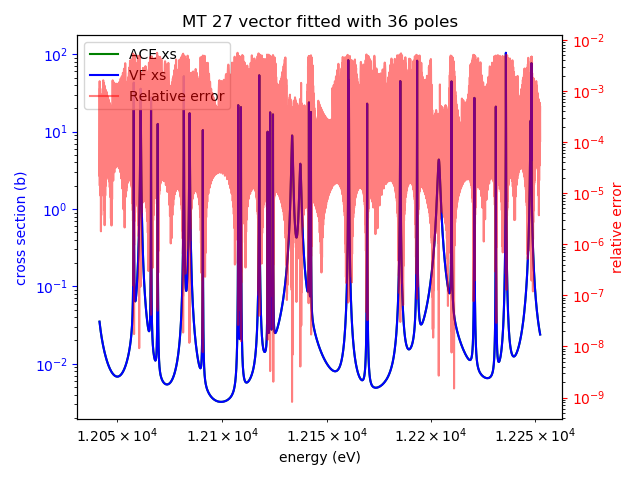 MT 27 vector fitted with 36 poles
ACE xs
VF xs
Relative error
cross section (b)
10²
10¹
10⁰
10⁻¹
10⁻²
10⁻²
10⁻³
10⁻⁴
10⁻⁵
10⁻⁶
10⁻⁷
10⁻⁸
10⁻⁹
relative error
1.205 × 10⁴ 1.21 × 10⁴ 1.215 × 10⁴ 1.22 × 10⁴ 1.225 × 10⁴
energy (eV)